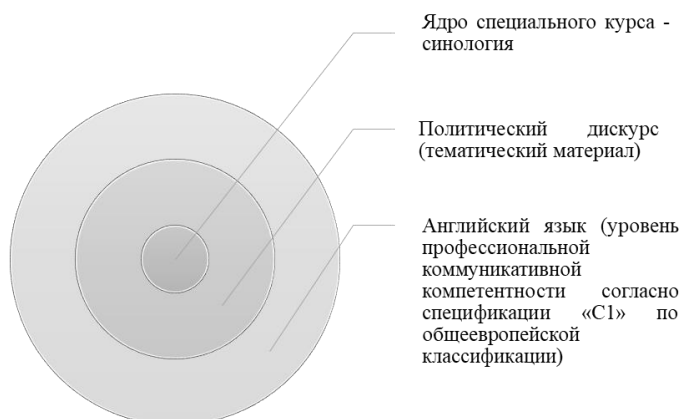 Ядро специального курса -
синология
Политический дискурс
(тематический материал)
Английский язык (уровень
профессиональной
коммуникативной
компетентности согласно
спецификации «С1» по
общеевропейской
классификации)